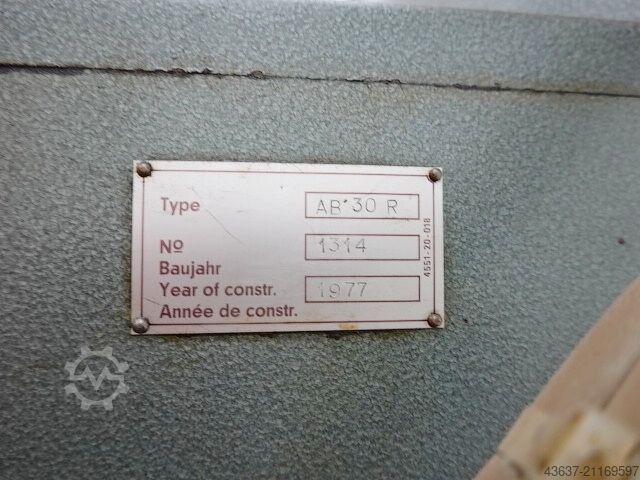 Type AB·30 R
Nº 1314
Baujahr
Year of constr. 1977
Année de constr.
4551-20-018
43637-21169597